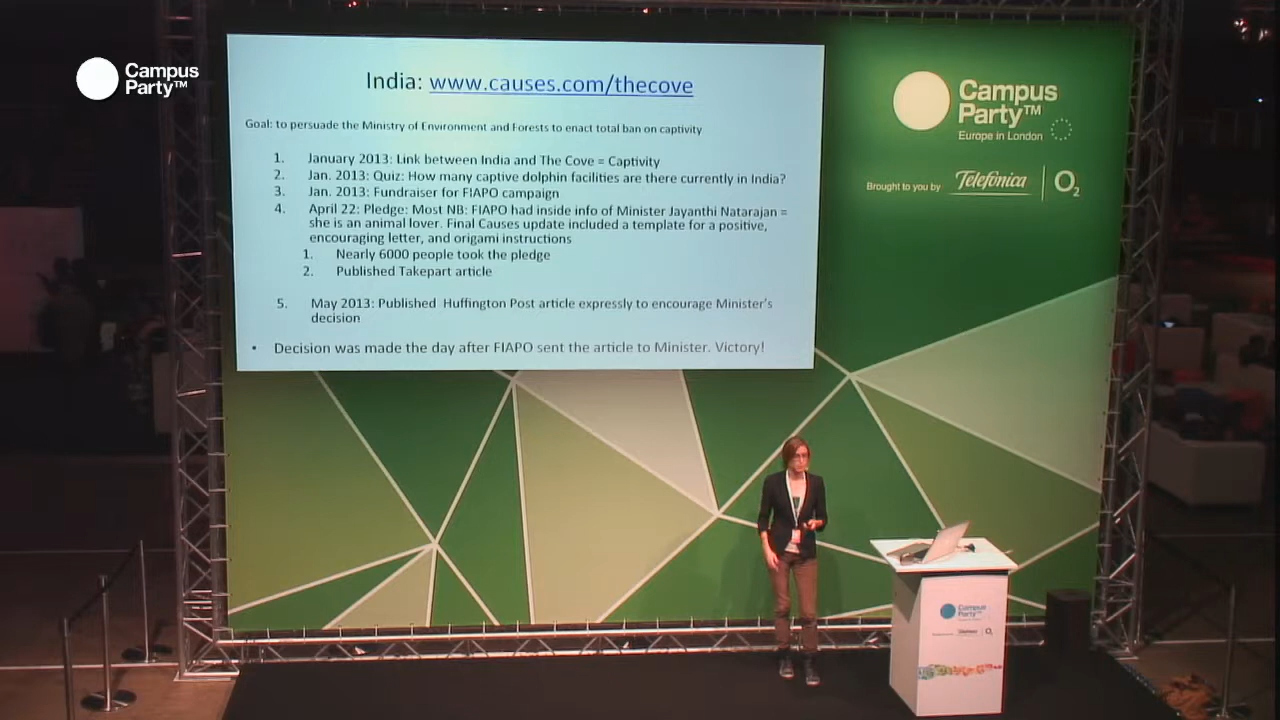 Campus
Party™
India: www.causes.com/thecove
Goal: to persuade the Ministry of Environment and Forests to enact total ban on captivity
1. January 2013: Link between India and The Cove = Captivity
2. Jan. 2013: Quiz: How many captive dolphin facilities are there currently in India?
3. Jan. 2013: Fundraiser for FIAPO campaign
4. April 22: Pledge: Most NB: FIAPO had inside info of Minister Jayanthi Natarajan =
she is an animal lover. Final Causes update included a template for a positive,
encouraging letter, and origami instructions
1. Nearly 6000 people took the pledge
2. Published Takepart article
5. May 2013: Published Huffington Post article expressly to encourage Minister's
decision
• Decision was made the day after FIAPO sent the article to Minister. Victory!
Campus
Party™
Europe in London
Brought to you by Telefónica O2
Campus
Party™